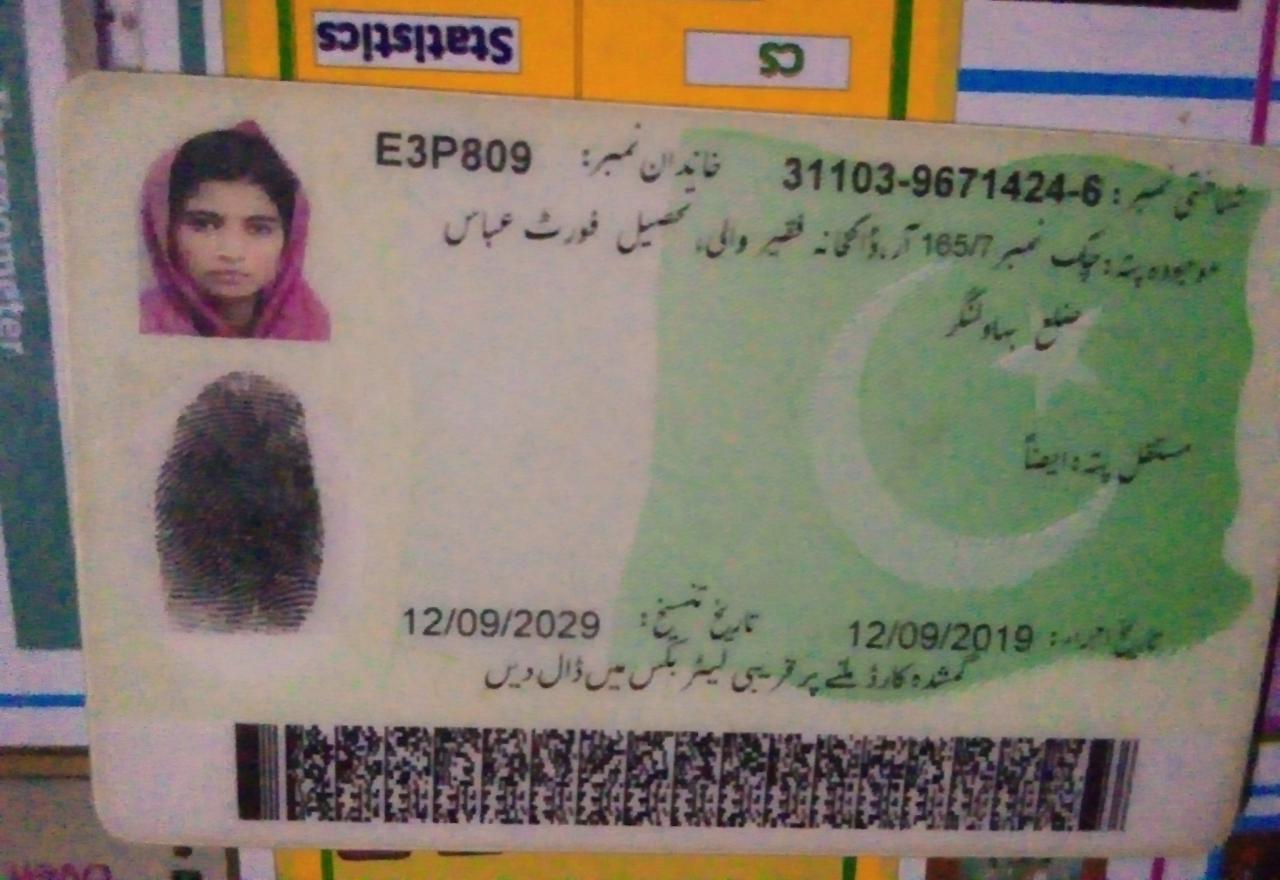 Statistics
CS
شناختی نمبر: 31103-9671424-6 خاندان نمبر: E3P809
موجودہ پتہ: چک نمبر 165/7 آر، ڈاکخانہ فقیر والی، تحصیل فورٹ عباس
ضلع بہاولنگر
مستقل پتہ: ایضاً
تاریخ اجراء: 12/09/2019 تاریخ تنسیخ: 12/09/2029
گمشدہ کارڈ ملنے پر قریبی لیٹر بکس میں ڈال دیں